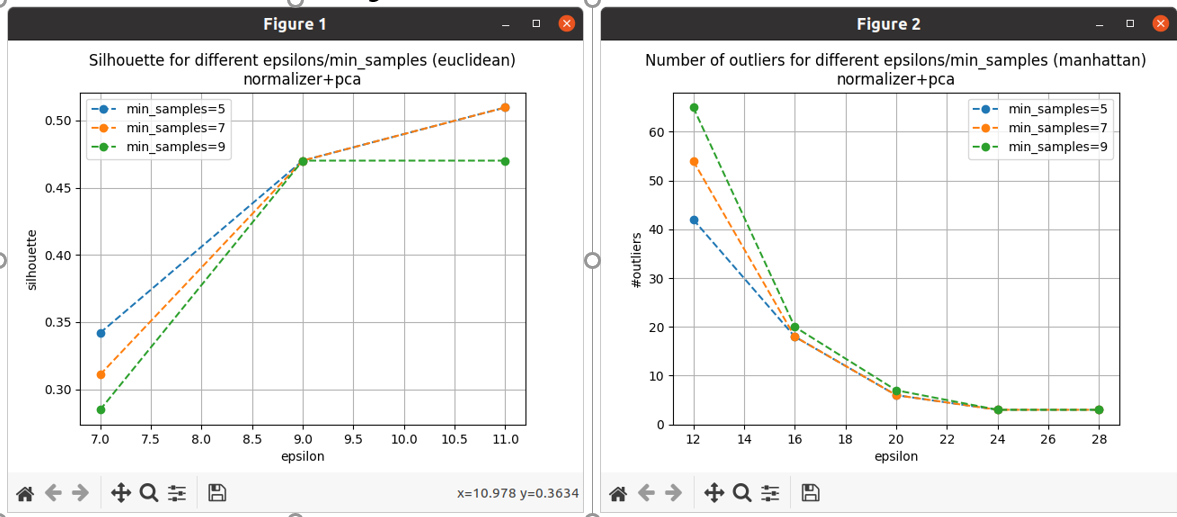 Figure 1
Silhouette for different epsilons/min_samples (euclidean)
normalizer+pca
min_samples=5
min_samples=7
min_samples=9
0.50
0.45
0.40
0.35
0.30
silhouette
7.0 7.5 8.0 8.5 9.0 9.5 10.0 10.5 11.0
epsilon
x=10.978 y=0.3634
Figure 2
Number of outliers for different epsilons/min_samples (manhattan)
normalizer+pca
min_samples=5
min_samples=7
min_samples=9
60
50
40
30
20
10
0
#outliers
12 14 16 18 20 22 24 26 28
epsilon